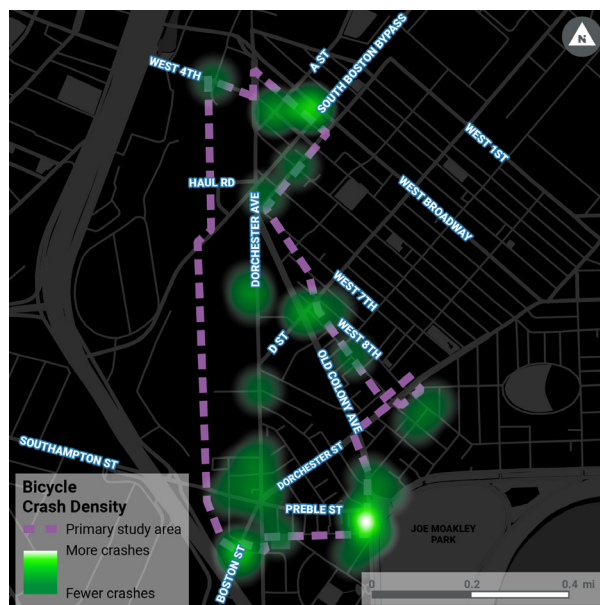 N
WEST 4TH
A ST
SOUTH BOSTON BYPASS
WEST 1ST
HAUL RD
WEST BROADWAY
DORCHESTER AVE
WEST 7TH
D ST
WEST 8TH
OLD COLONY AVE
SOUTHAMPTON ST
DORCHESTER ST
PREBLE ST
JOE MOAKLEY
PARK
BOSTON ST
Bicycle
Crash Density
Primary study area
More crashes
Fewer crashes
0 0.2 0.4 mi